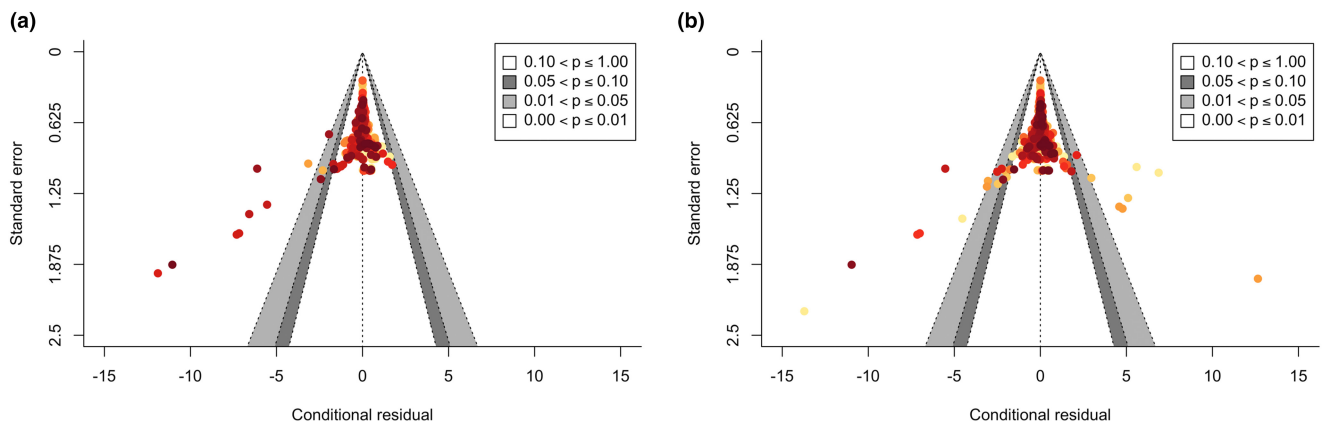 (a)
0
0.625
1.25
1.875
2.5
Standard error
0.10 < p ≤ 1.00
0.05 < p ≤ 0.10
0.01 < p ≤ 0.05
0.00 < p ≤ 0.01
-15
-10
-5
0
5
10
15
Conditional residual
(b)
0
0.625
1.25
1.875
2.5
Standard error
0.10 < p ≤ 1.00
0.05 < p ≤ 0.10
0.01 < p ≤ 0.05
0.00 < p ≤ 0.01
-15
-10
-5
0
5
10
15
Conditional residual